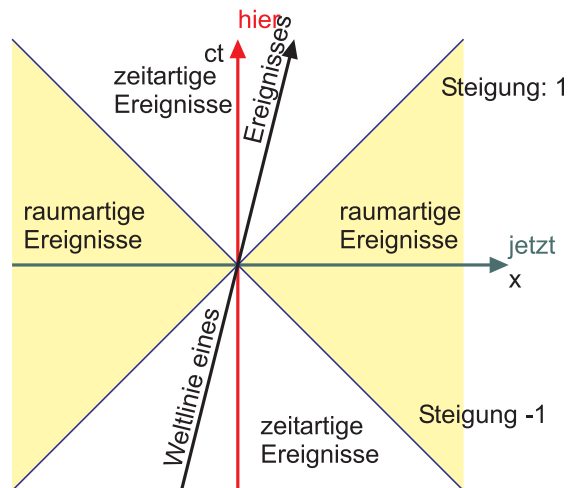 hier
ct
zeitartige
Ereignisse
Ereignisses
Steigung: 1
raumartige
Ereignisse
raumartige
Ereignisse
jetzt
x
Weltlinie eines
Steigung -1
zeitartige
Ereignisse